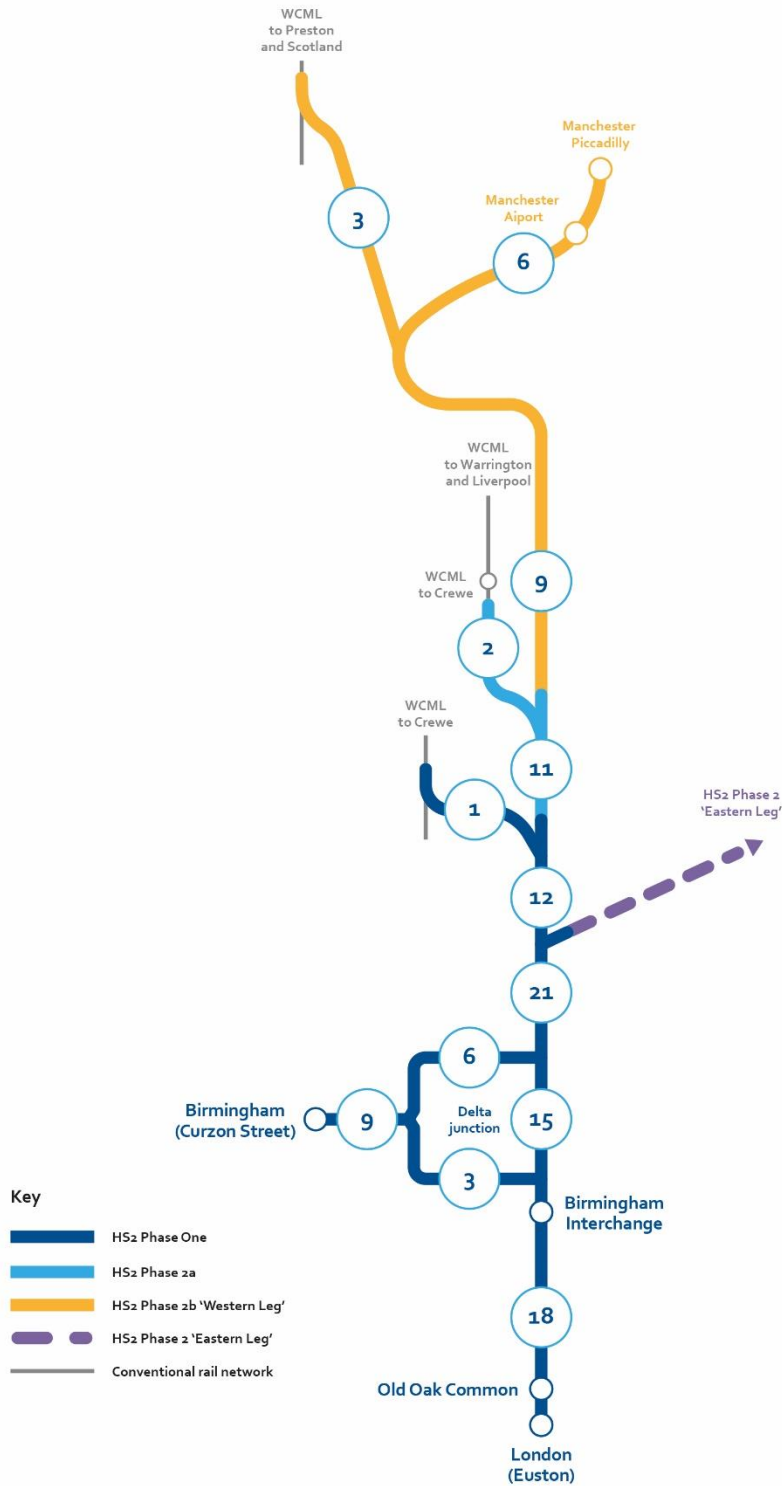 WCML
to Preston
and Scotland
Manchester
Piccadilly
Manchester
Aiport
3
6
WCML
to Warrington
and Liverpool
WCML
to Crewe
9
2
WCML
to Crewe
11
1
HS2 Phase 2
‘Eastern Leg’
12
21
6
Birmingham
(Curzon Street)
9
Delta
junction
15
3
Birmingham
Interchange
Key
HS2 Phase One
HS2 Phase 2a
HS2 Phase 2b ‘Western Leg’
HS2 Phase 2 ‘Eastern Leg’
Conventional rail network
18
Old Oak Common
London
(Euston)